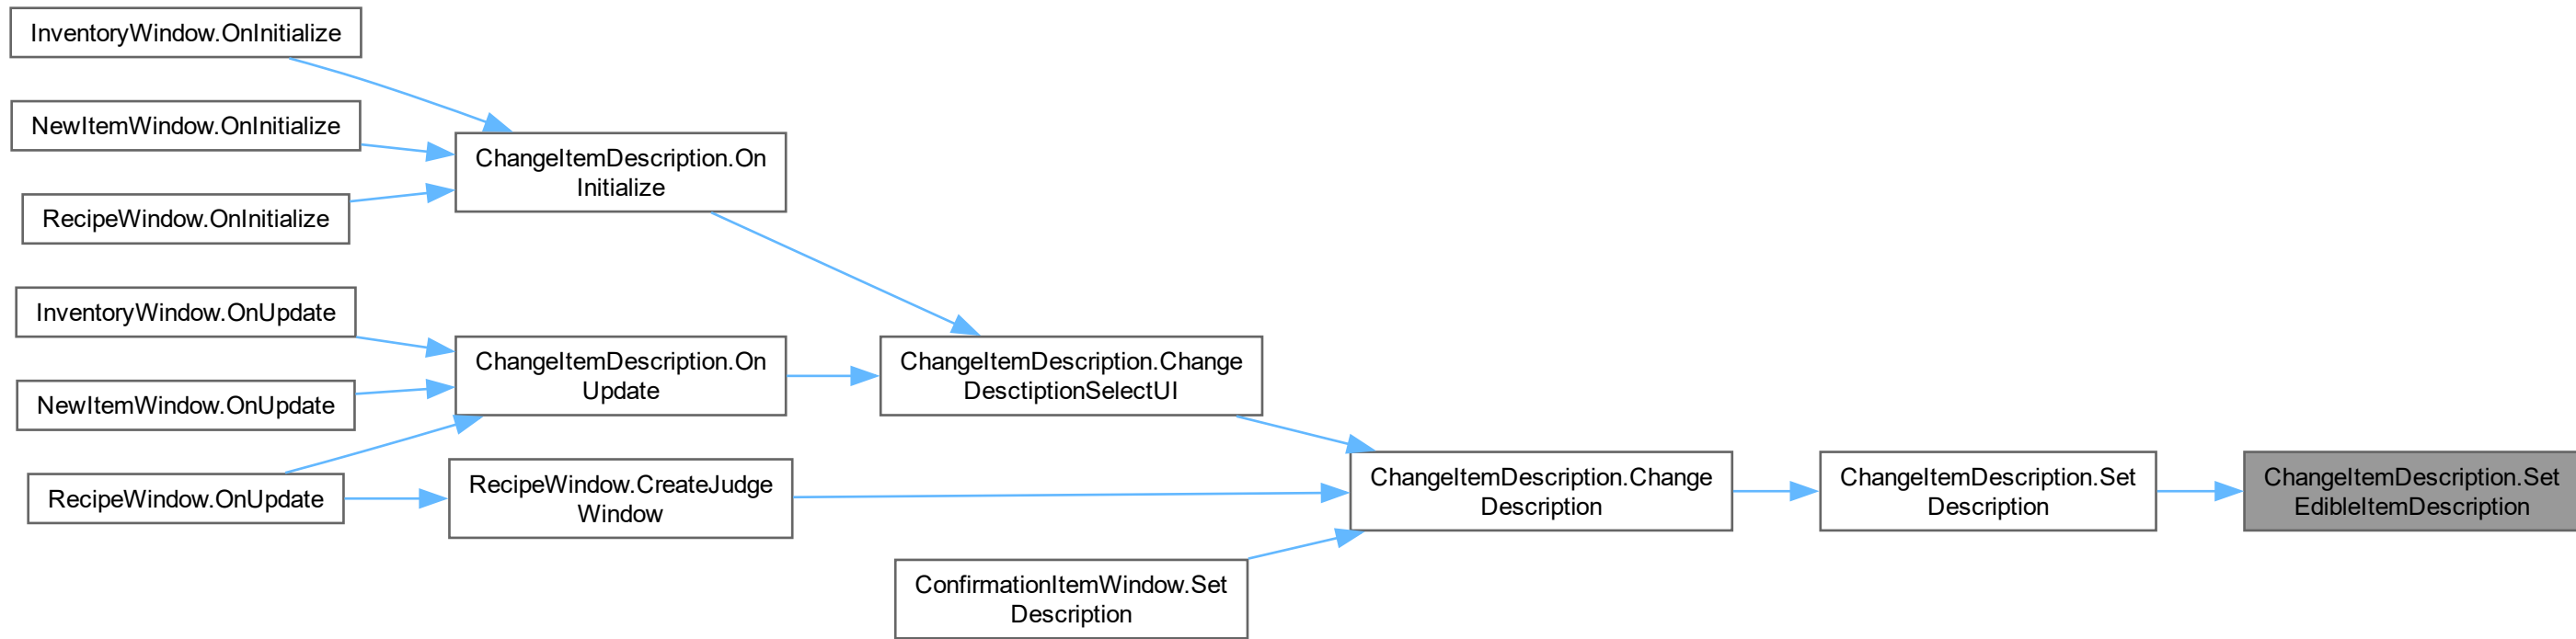 InventoryWindow.OnInitialize
NewItemWindow.OnInitialize
RecipeWindow.OnInitialize
InventoryWindow.OnUpdate
NewItemWindow.OnUpdate
RecipeWindow.OnUpdate
ChangeItemDescription.On
Initialize
ChangeItemDescription.On
Update
RecipeWindow.CreateJudge
Window
ChangeItemDescription.Change
DesctiptionSelectUI
ConfirmationItemWindow.Set
Description
ChangeItemDescription.Change
Description
ChangeItemDescription.Set
Description
ChangeItemDescription.Set
EdibleItemDescription